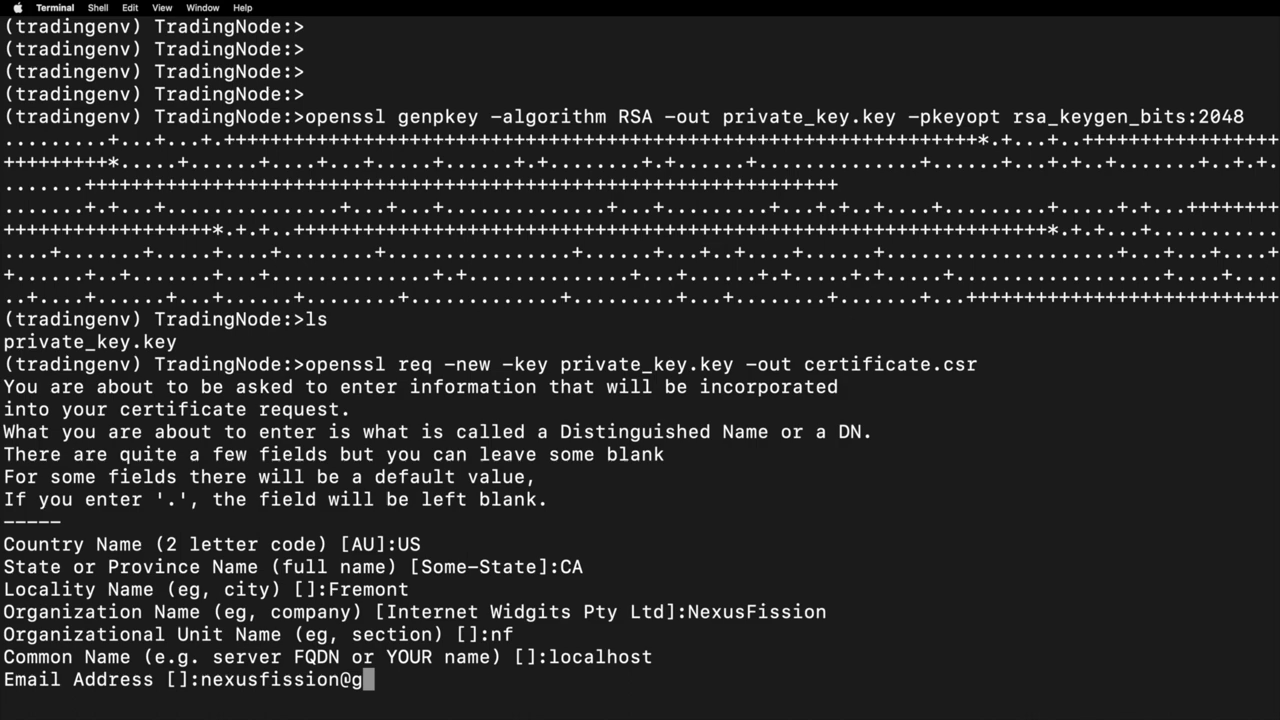 Terminal Shell Edit View Window Help
(tradingenv) TradingNode:>
(tradingenv) TradingNode:>
(tradingenv) TradingNode:>
(tradingenv) TradingNode:>
(tradingenv) TradingNode:>openssl genpkey -algorithm RSA -out private_key.key -pkeyopt rsa_keygen_bits:2048
(tradingenv) TradingNode:>ls
private_key.key
(tradingenv) TradingNode:>openssl req -new -key private_key.key -out certificate.csr
You are about to be asked to enter information that will be incorporated
into your certificate request.
What you are about to enter is what is called a Distinguished Name or a DN.
There are quite a few fields but you can leave some blank
For some fields there will be a default value,
If you enter '.', the field will be left blank.
-----
Country Name (2 letter code) [AU]:US
State or Province Name (full name) [Some-State]:CA
Locality Name (eg, city) []:Fremont
Organization Name (eg, company) [Internet Widgits Pty Ltd]:NexusFission
Organizational Unit Name (eg, section) []:nf
Common Name (e.g. server FQDN or YOUR name) []:localhost
Email Address []:nexusfission@g